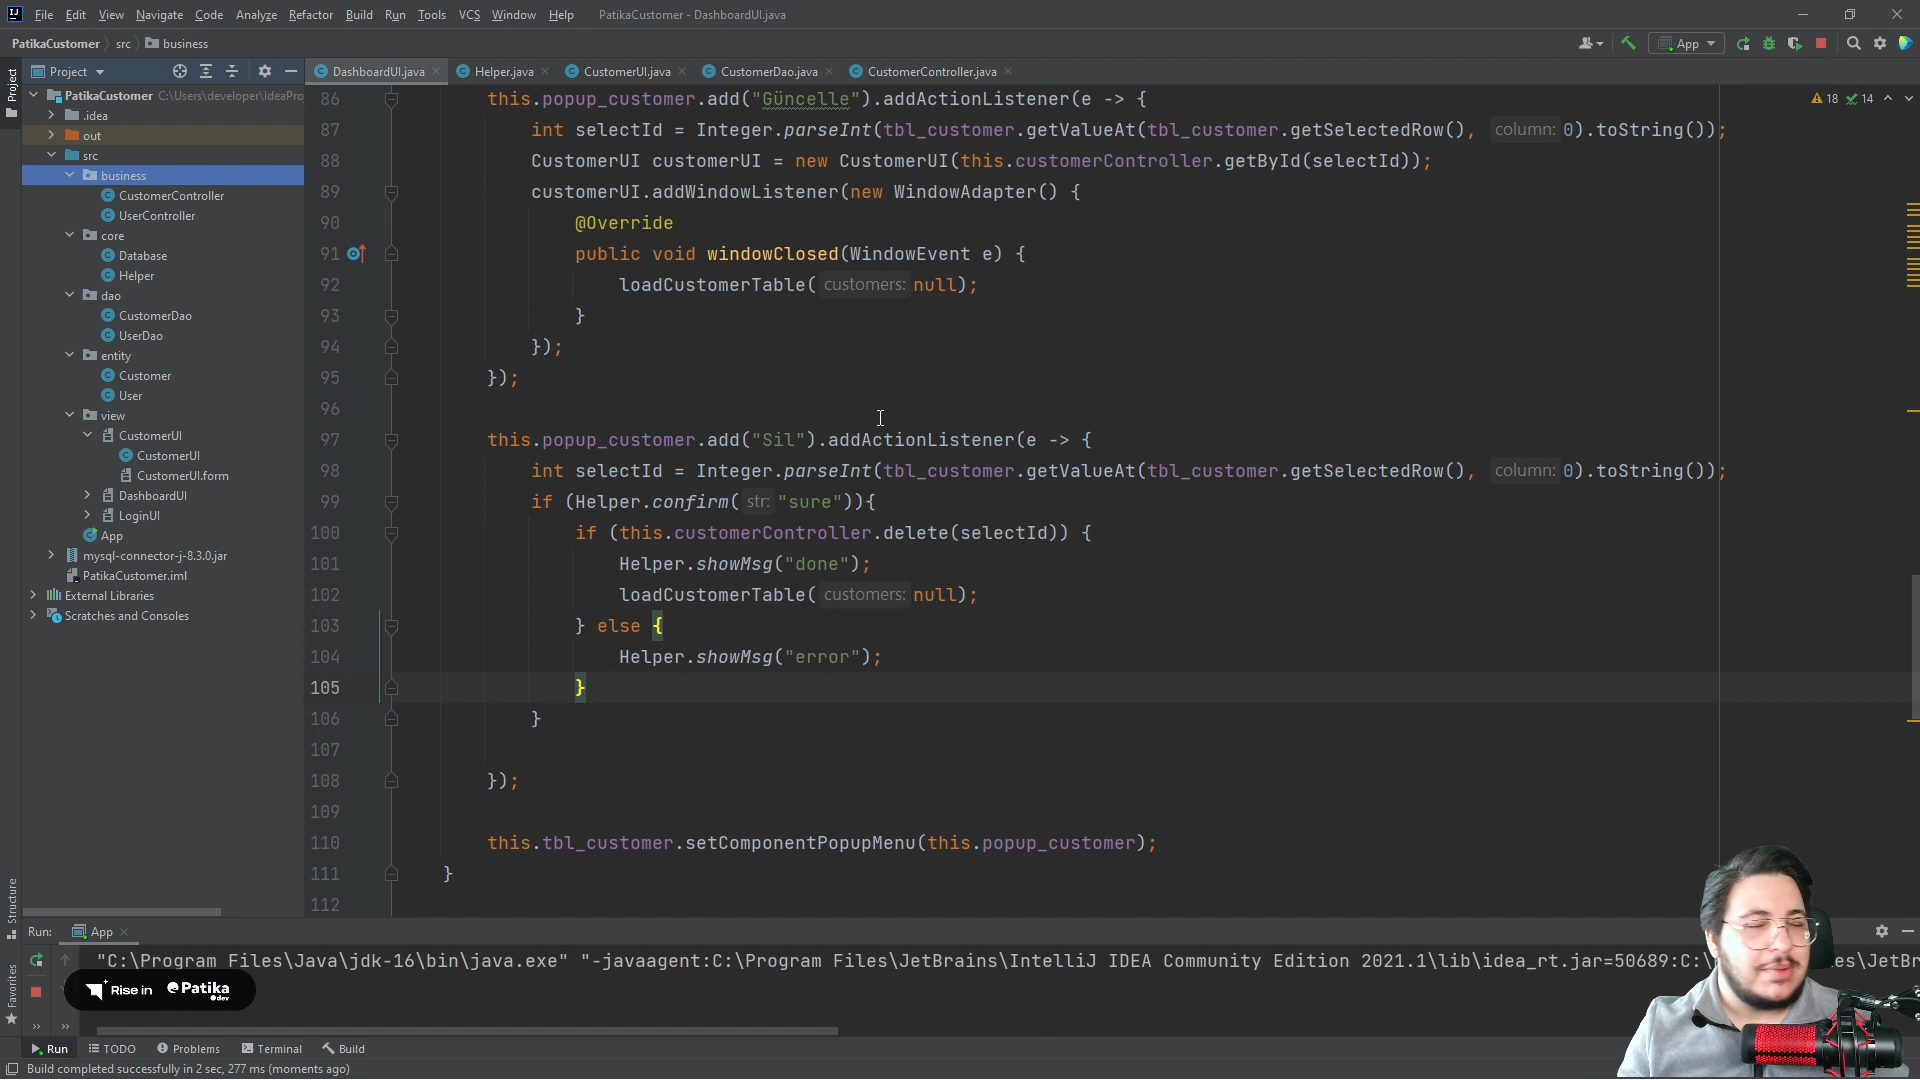 File Edit View Navigate Code Analyze Refactor Build Run Tools VCS Window Help PatikaCustomer - DashboardUI.java
PatikaCustomer src business
App
Project
DashboardUI.java Helper.java CustomerUI.java CustomerDao.java CustomerController.java
Project
PatikaCustomer C:\Users\developer\IdeaPro
.idea
out
src
business
CustomerController
UserController
core
Database
Helper
dao
CustomerDao
UserDao
entity
Customer
User
view
CustomerUI
CustomerUI
CustomerUI.form
DashboardUI
LoginUI
App
mysql-connector-j-8.3.0.jar
PatikaCustomer.iml
External Libraries
Scratches and Consoles
Structure
Favorites
18 14
86 this.popup_customer.add("Güncelle").addActionListener(e -> {
87 int selectId = Integer.parseInt(tbl_customer.getValueAt(tbl_customer.getSelectedRow(), column: 0).toString());
88 CustomerUI customerUI = new CustomerUI(this.customerController.getById(selectId));
89 customerUI.addWindowListener(new WindowAdapter() {
90 @Override
91 public void windowClosed(WindowEvent e) {
92 loadCustomerTable( customers: null);
93 }
94 });
95 });
96
97 this.popup_customer.add("Sil").addActionListener(e -> {
98 int selectId = Integer.parseInt(tbl_customer.getValueAt(tbl_customer.getSelectedRow(), column: 0).toString());
99 if (Helper.confirm( str: "sure")){
100 if (this.customerController.delete(selectId)) {
101 Helper.showMsg("done");
102 loadCustomerTable( customers: null);
103 } else {
104 Helper.showMsg("error");
105 }
106 }
107
108 });
109
110 this.tbl_customer.setComponentPopupMenu(this.popup_customer);
111 }
112
Run: App
"C:\Program Files\Java\jdk-16\bin\java.exe" "-javaagent:C:\Program Files\JetBrains\IntelliJ IDEA Community Edition 2021.1\lib\idea_rt.jar=50689:C:\
es\JetBr
Rise in Patika.dev
Run TODO Problems Terminal Build
Build completed successfully in 2 sec, 277 ms (moments ago)